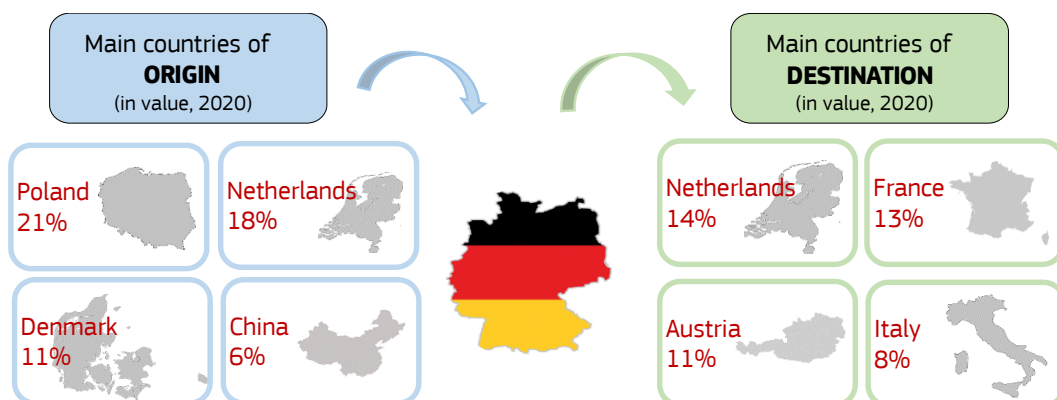 Main countries of
ORIGIN
(in value, 2020)
Main countries of
DESTINATION
(in value, 2020)
Poland
21%
Netherlands
18%
Denmark
11%
China
6%
Netherlands
14%
France
13%
Austria
11%
Italy
8%